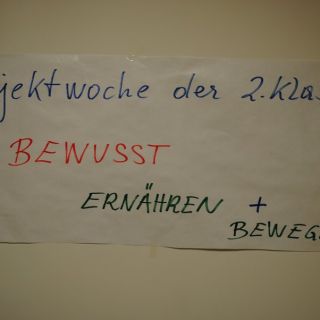 jektwoche der 2. Klas
BEWUSST
ERNÄHREN +
BEWEG